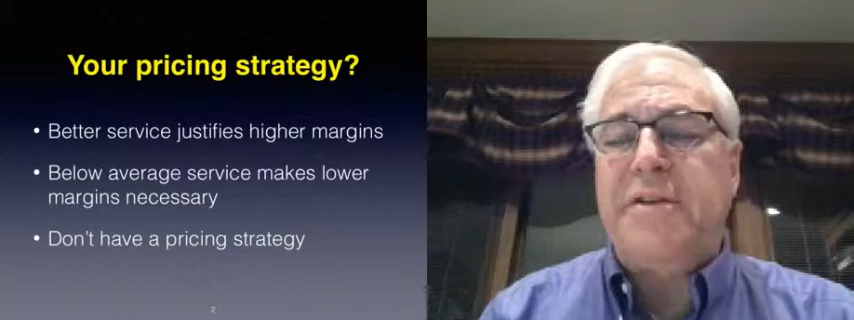 Your pricing strategy?
• Better service justifies higher margins
• Below average service makes lower
margins necessary
• Don't have a pricing strategy
2